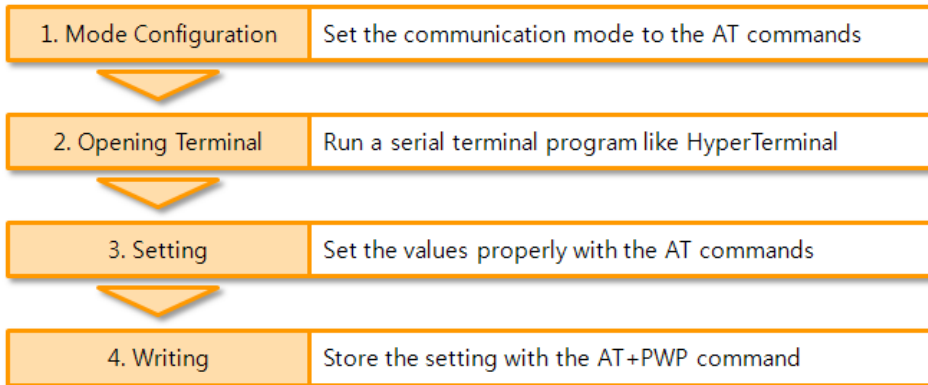 1. Mode Configuration
Set the communication mode to the AT commands
2. Opening Terminal
Run a serial terminal program like HyperTerminal
3. Setting
Set the values properly with the AT commands
4. Writing
Store the setting with the AT+PWP command